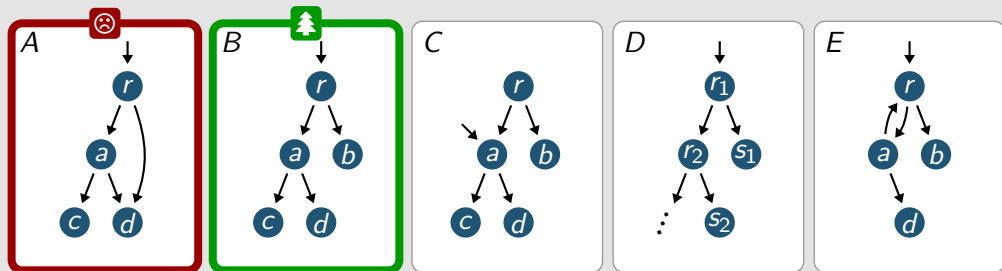 A B C D E
r r r r₁ r
a a b a b r₂ s₁ a b
c d c d c d ⋮ s₂ d